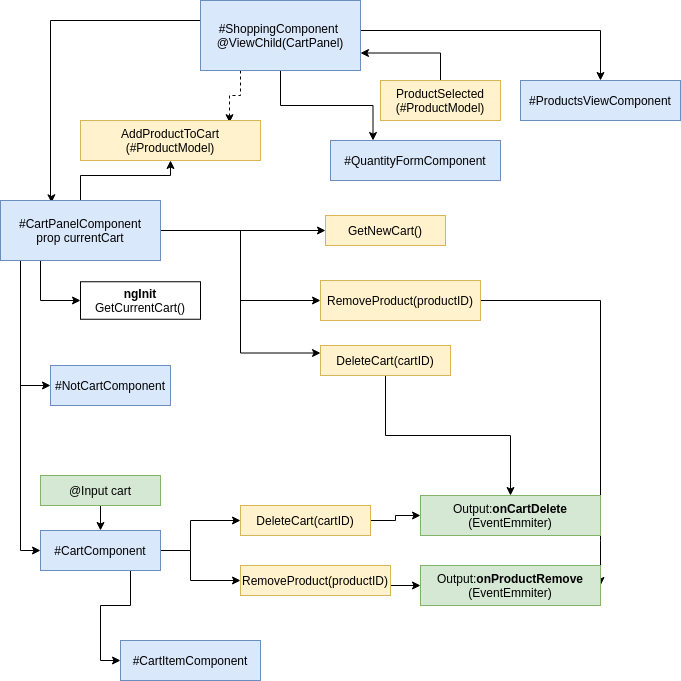 #ShoppingComponent
@ViewChild(CartPanel)
ProductSelected
(#ProductModel)
#ProductsViewComponent
AddProductToCart
(#ProductModel)
#QuantityFormComponent
#CartPanelComponent
prop currentCart
GetNewCart()
ngInit
GetCurrentCart()
RemoveProduct(productID)
DeleteCart(cartID)
#NotCartComponent
@Input cart
DeleteCart(cartID)
Output:onCartDelete
(EventEmmiter)
#CartComponent
RemoveProduct(productID)
Output:onProductRemove
(EventEmmiter)
#CartItemComponent